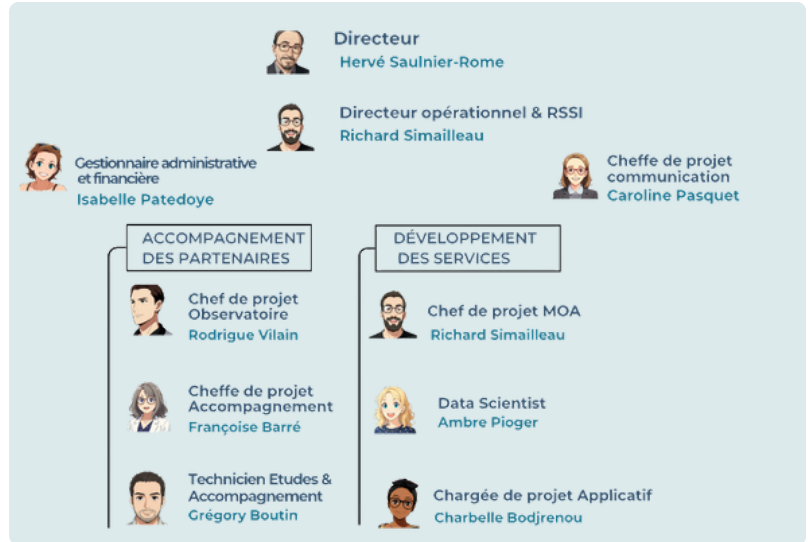 Directeur
Hervé Saulnier-Rome
Directeur opérationnel & RSSI
Richard Simailleau
Gestionnaire administrative
et financière
Isabelle Patedoye
Cheffe de projet
communication
Caroline Pasquet
ACCOMPAGNEMENT
DES PARTENAIRES
Chef de projet
Observatoire
Rodrigue Vilain
Cheffe de projet
Accompagnement
Françoise Barré
Technicien Etudes &
Accompagnement
Grégory Boutin
DÉVELOPPEMENT
DES SERVICES
Chef de projet MOA
Richard Simailleau
Data Scientist
Ambre Pioger
Chargée de projet Applicatif
Charbelle Bodjrenou